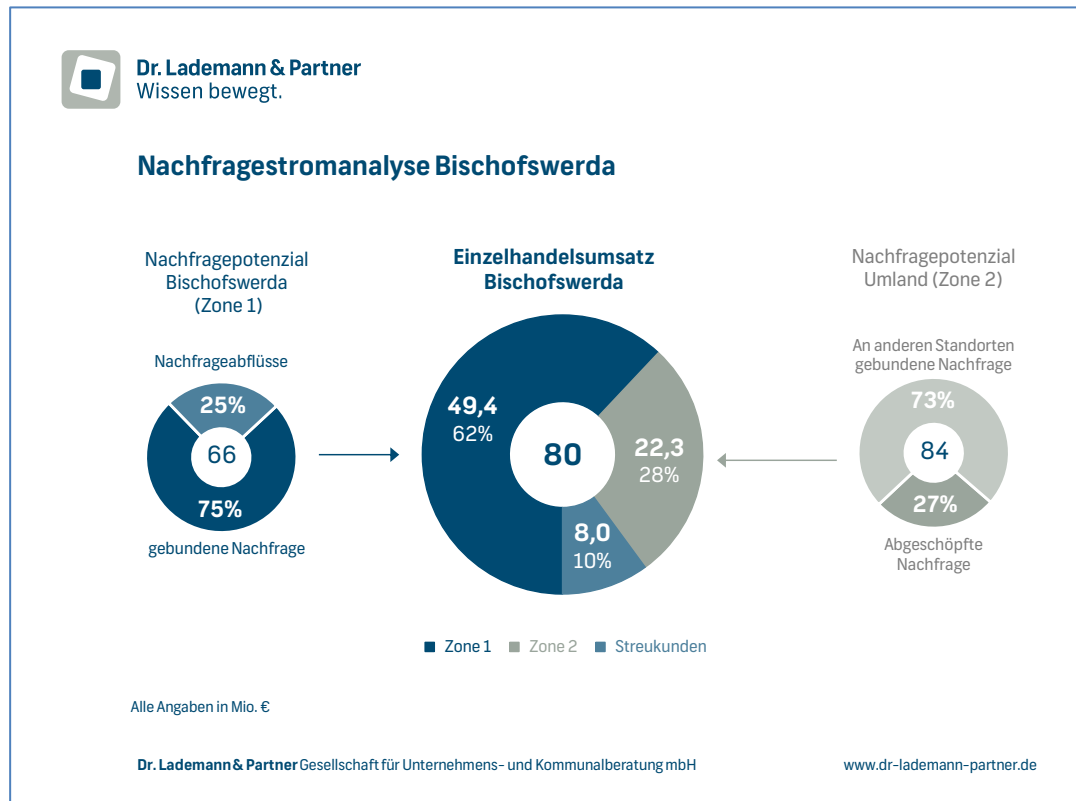 Dr. Lademann & Partner
Wissen bewegt.
Nachfragestromanalyse Bischofswerda
Nachfragepotenzial
Bischofswerda
(Zone 1)
Nachfrageabflüsse
25%
66
75%
gebundene Nachfrage
Einzelhandelsumsatz
Bischofswerda
49,4
62%
80
22,3
28%
8,0
10%
Nachfragepotenzial
Umland (Zone 2)
An anderen Standorten
gebundene Nachfrage
73%
84
27%
Abgeschöpfte
Nachfrage
Zone 1 Zone 2 Streukunden
Alle Angaben in Mio. €
Dr. Lademann & Partner Gesellschaft für Unternehmens- und Kommunalberatung mbH www.dr-lademann-partner.de